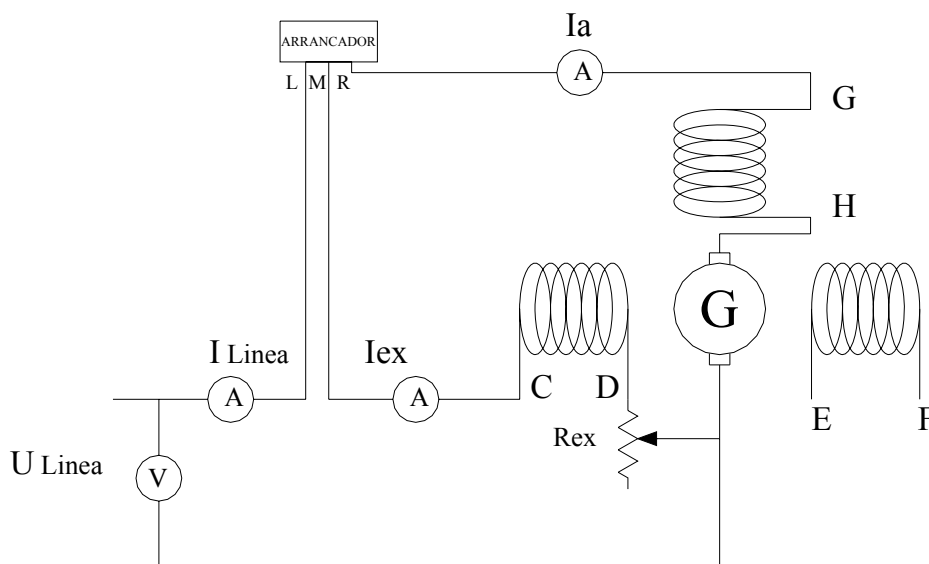 Ia
ARRANCADOR
L M R
A
G
H
G
I Linea
Iex
A
A
C
D
E
F
Rex
U Linea
V